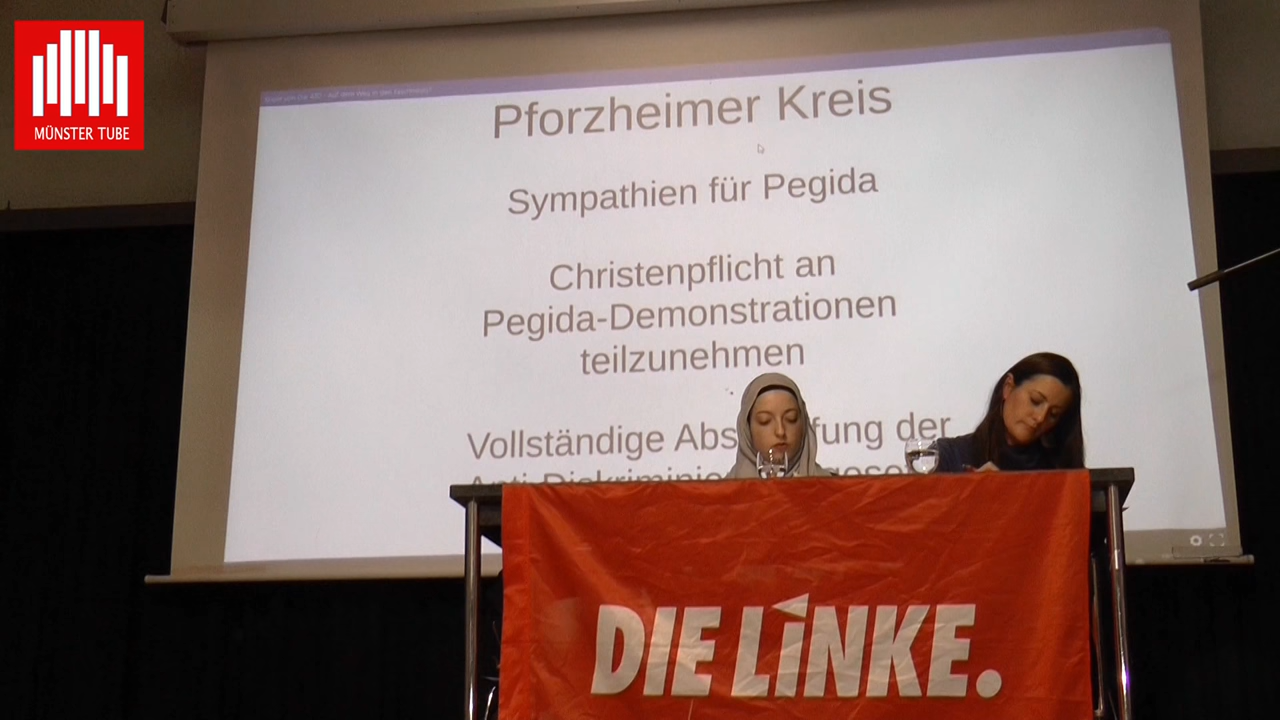 MÜNSTER TUBE
Pforzheimer Kreis
Sympathien für Pegida
Christenpflicht an
Pegida-Demonstrationen
teilzunehmen
Vollständige Abs fung der
DIE LINKE.